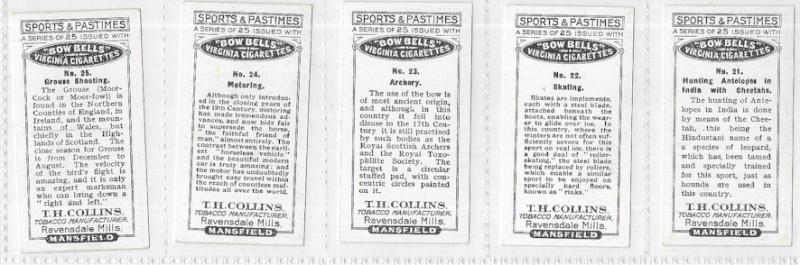 SPORTS & PASTIMES
A SERIES OF 25 ISSUED WITH
"BOW BELLS"
VIRGINIA CIGARETTES
No. 25.
Grouse Shooting.
The Grouse (Moor-
Cock or Moor-fowl) is
found in the Northern
Counties of England, in
Ireland, and the moun-
tains of Wales, but
chiefly in the High-
lands of Scotland. The
close season for Grouse
is from December to
August. The velocity
of the bird's flight is
amazing, and it is only
an expert marksman
who can bring down a
"right and left."
T.H. COLLINS.
TOBACCO MANUFACTURER,
Ravensdale Mills,
MANSFIELD
SPORTS & PASTIMES
A SERIES OF 25 ISSUED WITH
"BOW BELLS"
VIRGINIA CIGARETTES
No. 24.
Motoring.
Although only introduc-
ed in the closing years of
the 19th Century, motoring
has made tremendous ad-
vances, and now bids fair
to supersede the horse,
"the faithful friend of
man," almost entirely. The
contrast between the earli-
est "horseless vehicle"
and the beautiful modern
car is truly amazing; and
the motor has undoubtedly
brought easy travel within
the reach of countless mul-
titudes all over the world.
T.H. COLLINS.
TOBACCO MANUFACTURER,
Ravensdale Mills,
MANSFIELD
SPORTS & PASTIMES
A SERIES OF 25 ISSUED WITH
"BOW BELLS"
VIRGINIA CIGARETTES
No. 23.
Archery.
The use of the bow is
of most ancient origin,
and although in this
country it fell into
disuse in the 17th Cen-
tury it is still practised
by such bodies as the
Royal Scottish Archers
and the Royal Toxo-
philite Society. The
target is a circular
stuffed pad, with con-
centric circles painted
on it.
T.H. COLLINS.
TOBACCO MANUFACTURER,
Ravensdale Mills,
MANSFIELD
SPORTS & PASTIMES
A SERIES OF 25 ISSUED WITH
"BOW BELLS"
VIRGINIA CIGARETTES
No. 22.
Skating.
Skates are implements,
each with a steel blade,
attached beneath the
boots, enabling the wear-
er to glide over ice. In
this country, where the
winters are not often suf-
ficiently severe for this
sport on real ice, there is
a good deal of "roller-
skating," the steel blade
being replaced by rollers,
which enable a similar
sport to be enjoyed on
specially hard floors,
known as "rinks."
T.H. COLLINS.
TOBACCO MANUFACTURER,
Ravensdale Mills,
MANSFIELD
SPORTS & PASTIMES
A SERIES OF 25 ISSUED WITH
"BOW BELLS"
VIRGINIA CIGARETTES
No. 21.
Hunting Antelopes in
India with Cheetahs.
The hunting of Ante-
lopes in India is done
by means of the Chee-
tah, this being the
Hindustani name of a
a species of leopard,
which has been tamed
and specially trained
for this sport, just as
hounds are used in
this country.
T.H. COLLINS.
TOBACCO MANUFACTURER,
Ravensdale Mills,
MANSFIELD